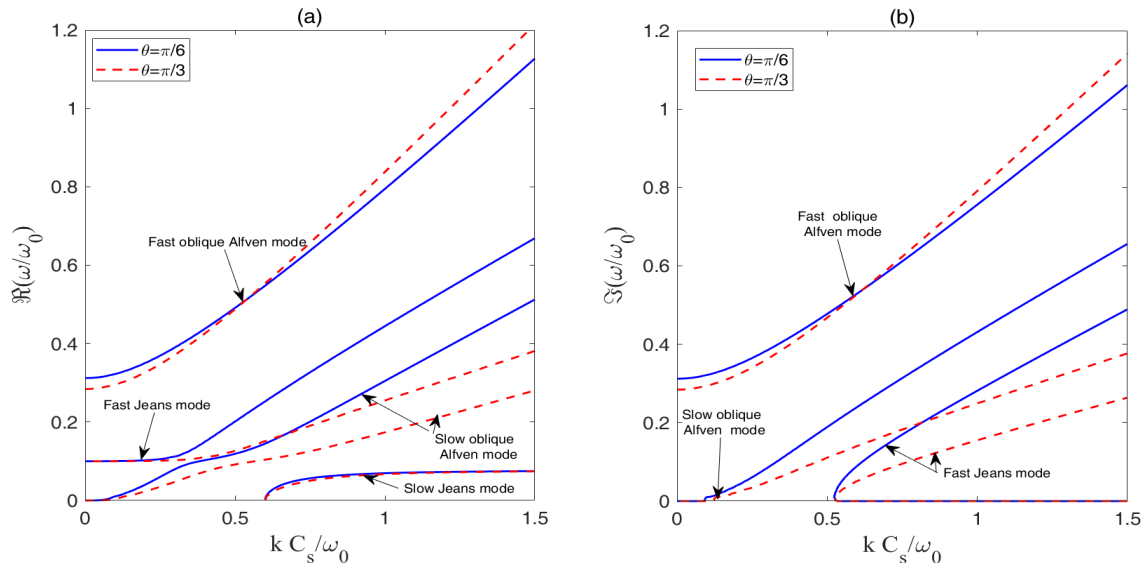 (a)
1.2
1
0.8
0.6
0.4
0.2
0
ℜ(ω/ω₀)
θ=π/6
θ=π/3
Fast oblique Alfven mode
Fast Jeans mode
Slow oblique
Alfven mode
Slow Jeans mode
0 0.5 1 1.5
k C_s/ω₀
(b)
1.2
1
0.8
0.6
0.4
0.2
0
ℑ(ω/ω₀)
θ=π/6
θ=π/3
Fast oblique
Alfven mode
Slow oblique
Alfven mode
Fast Jeans mode
0 0.5 1 1.5
k C_s/ω₀